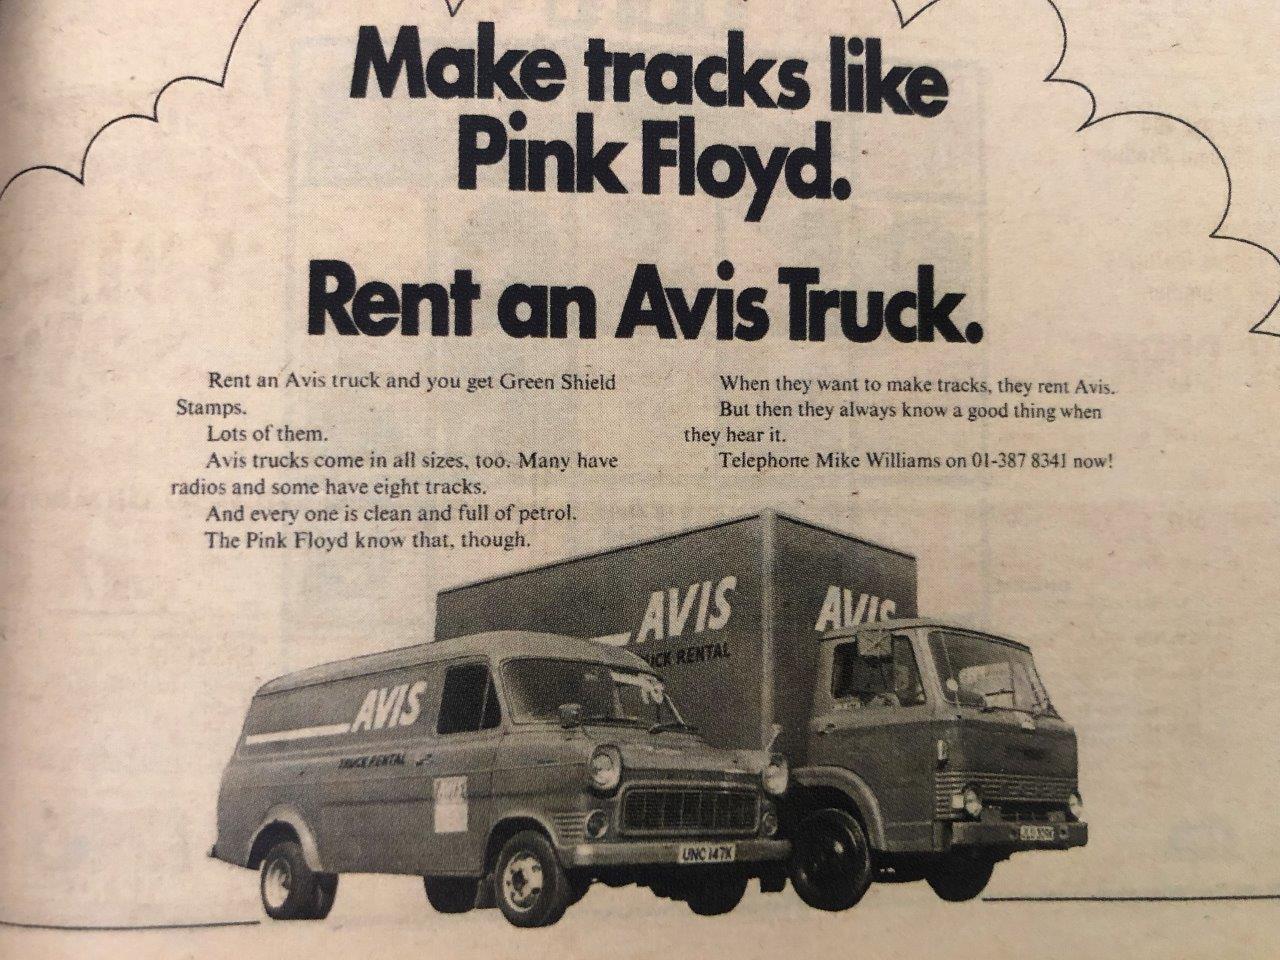 Make tracks like
Pink Floyd.
Rent an Avis Truck.
Rent an Avis truck and you get Green Shield
Stamps.
Lots of them.
Avis trucks come in all sizes, too. Many have
radios and some have eight tracks.
And every one is clean and full of petrol.
The Pink Floyd know that, though.
When they want to make tracks, they rent Avis.
But then they always know a good thing when
they hear it.
Telephone Mike Williams on 01-387 8341 now!
AVIS
RUCK RENTAL
AVIS
AVIS
TRUCK RENTAL
UNC 147K